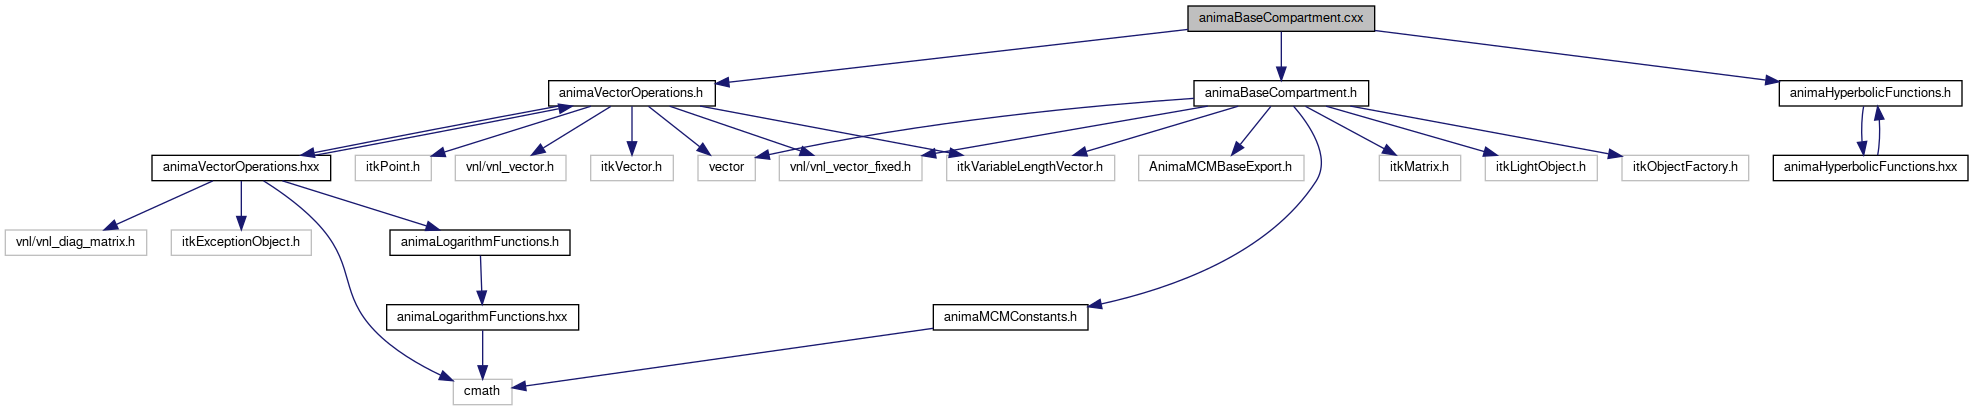 animaBaseCompartment.cxx
animaVectorOperations.h
animaBaseCompartment.h
animaHyperbolicFunctions.h
animaVectorOperations.hxx
itkPoint.h
vnl/vnl_vector.h
itkVector.h
vector
vnl/vnl_vector_fixed.h
itkVariableLengthVector.h
AnimaMCMBaseExport.h
itkMatrix.h
itkLightObject.h
itkObjectFactory.h
animaHyperbolicFunctions.hxx
vnl/vnl_diag_matrix.h
itkExceptionObject.h
animaLogarithmFunctions.h
animaLogarithmFunctions.hxx
animaMCMConstants.h
cmath